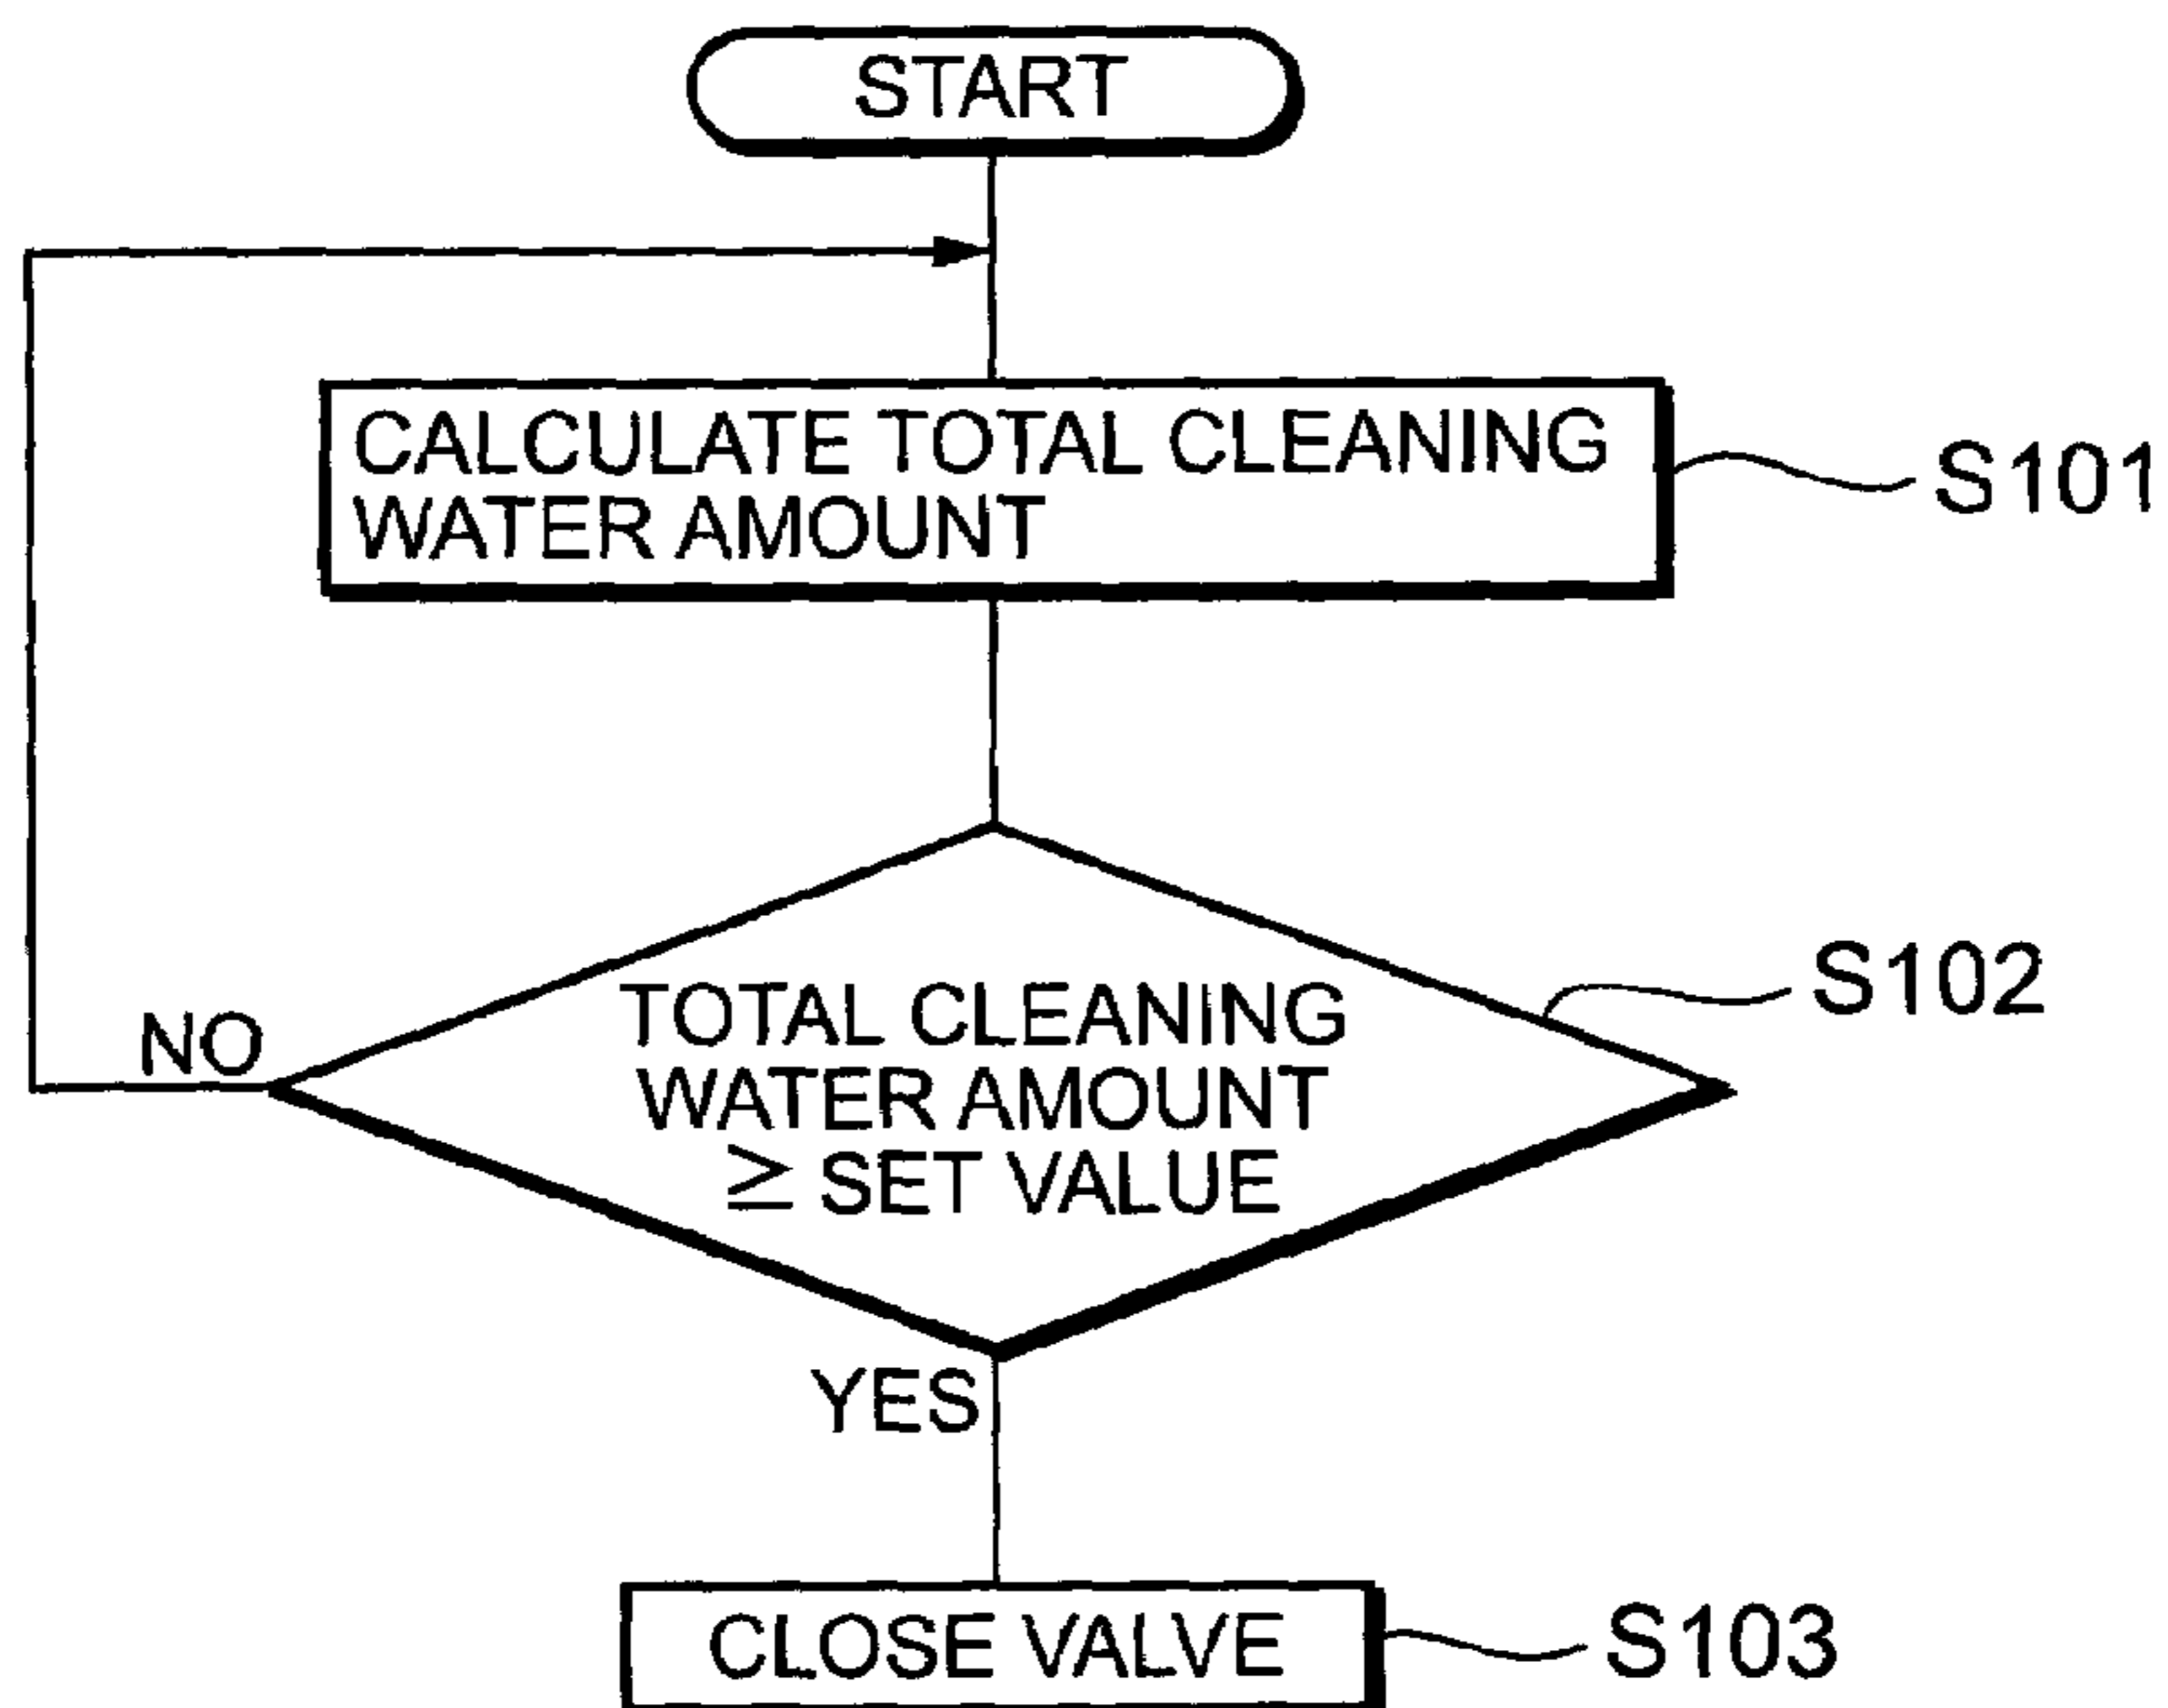 START
CALCULATE TOTAL CLEANING
WATER AMOUNT
S101
TOTAL CLEANING
WATER AMOUNT
≧ SET VALUE
S102
NO
YES
CLOSE VALVE
S103